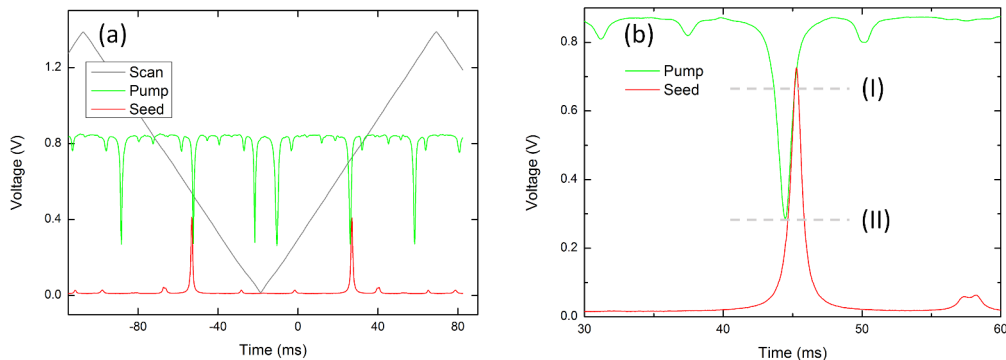 (a)
Scan
Pump
Seed
Voltage (V)
1.2
0.8
0.4
0.0
-80 -40 0 40 80
Time (ms)
(b)
Pump
Seed
(I)
(II)
Voltage (V)
0.8
0.6
0.4
0.2
0.0
30 40 50 60
Time (ms)